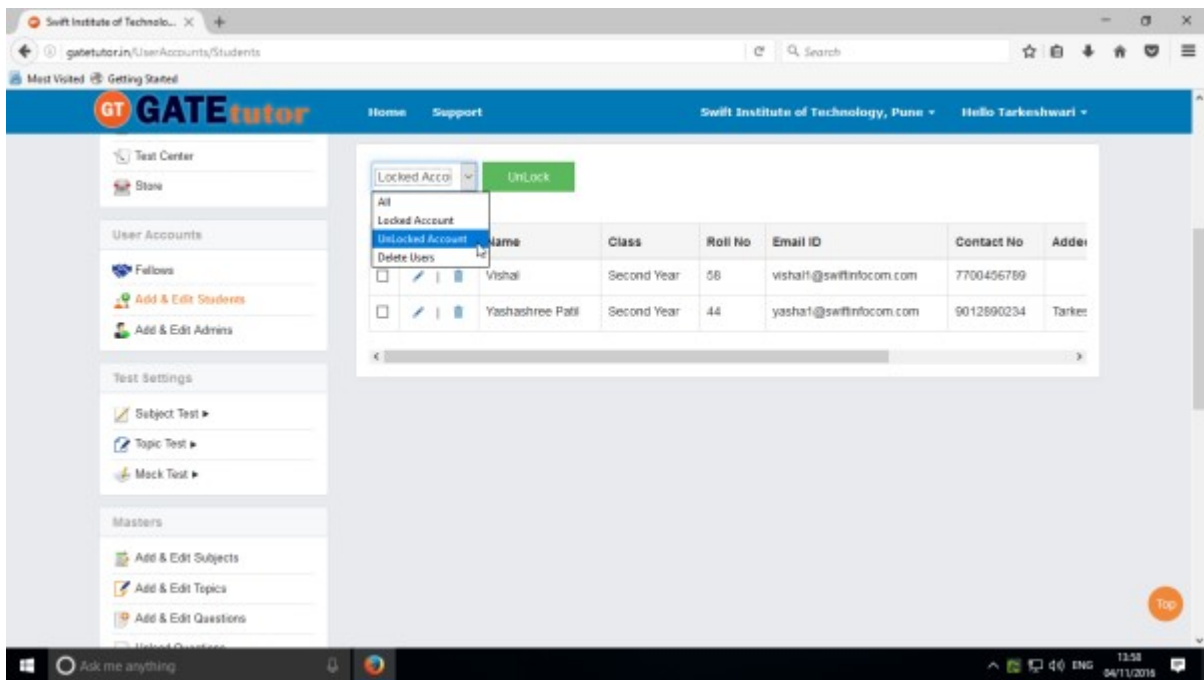 Swift Institute of Technolo...
gatetutor.in/UserAccounts/Students
Search
Most Visited Getting Started
GT GATEtutor Home Support Swift Institute of Technology, Pune Hello Tarkeshwari
Test Center
Store
User Accounts
Fellows
Add & Edit Students
Add & Edit Admins
Test Settings
Subject Test
Topic Test
Mock Test
Masters
Add & Edit Subjects
Add & Edit Topics
Add & Edit Questions
Upload Questions
Locked Accou UnLock
All
Locked Account
UnLocked Account
Delete Users
Name Class Roll No Email ID Contact No Added
Vishal Second Year 58 vishal1@swiftinfocom.com 7700456789
Yashashree Patil Second Year 44 yasha1@swiftinfocom.com 9012890234 Tarkes
Top
Ask me anything
ENG 13:58
04/11/2016